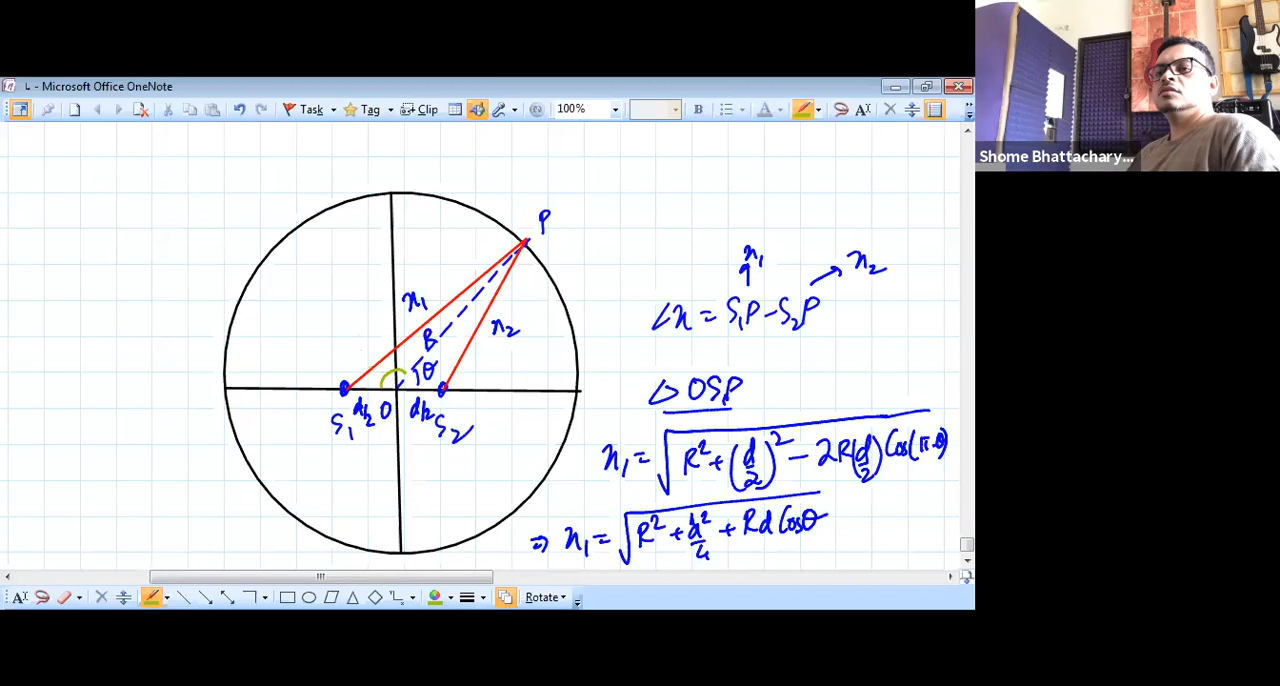 L - Microsoft Office OneNote
Task Tag Clip 100% B A A
Shome Bhattachary...
P
x₁
x₂
R
θ
S₁ d/2 O d/2 S₂
x₁ x₂
∠x = S₁P - S₂P
△ OS₁P
x₁ = √(R² + (d/2)² - 2R(d/2) Cos(π-θ))
⇒ x₁ = √(R² + d²/4 + Rd Cosθ)
A Rotate